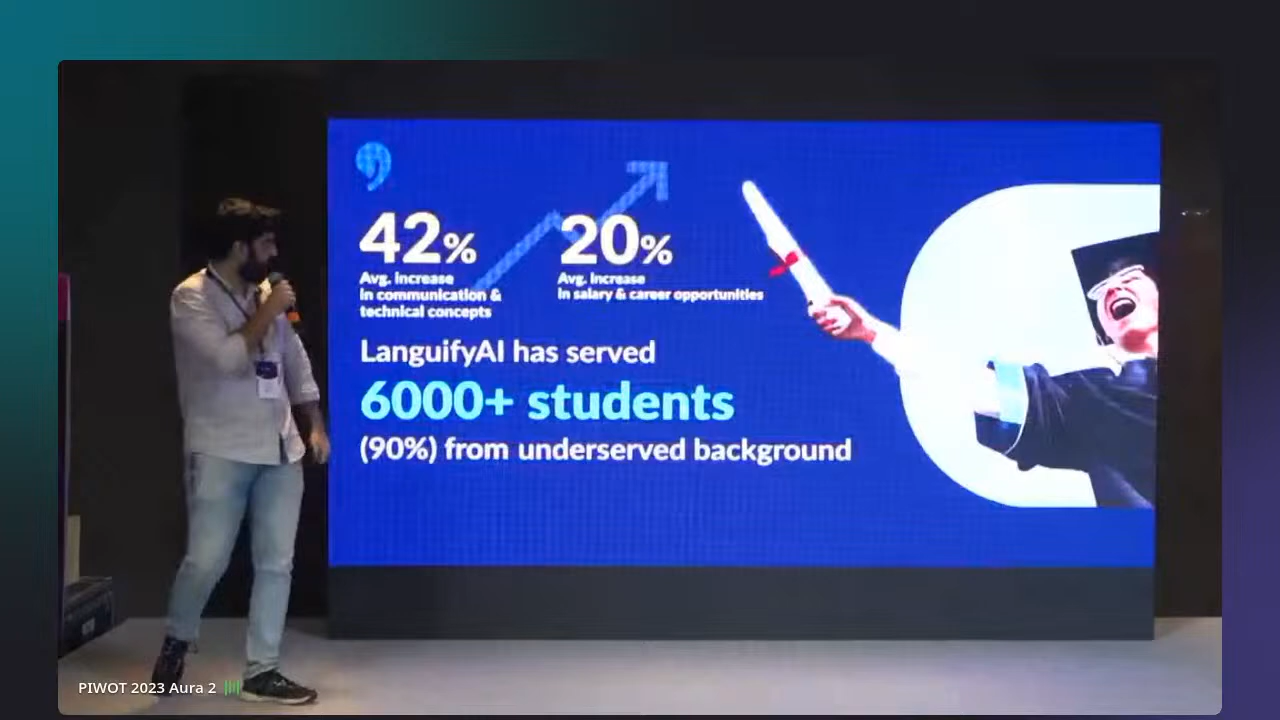 42%
Avg. increase
in communication &
technical concepts
20%
Avg. increase
in salary & career opportunities
LanguifyAI has served
6000+ students
(90%) from underserved background
PIWOT 2023 Aura 2